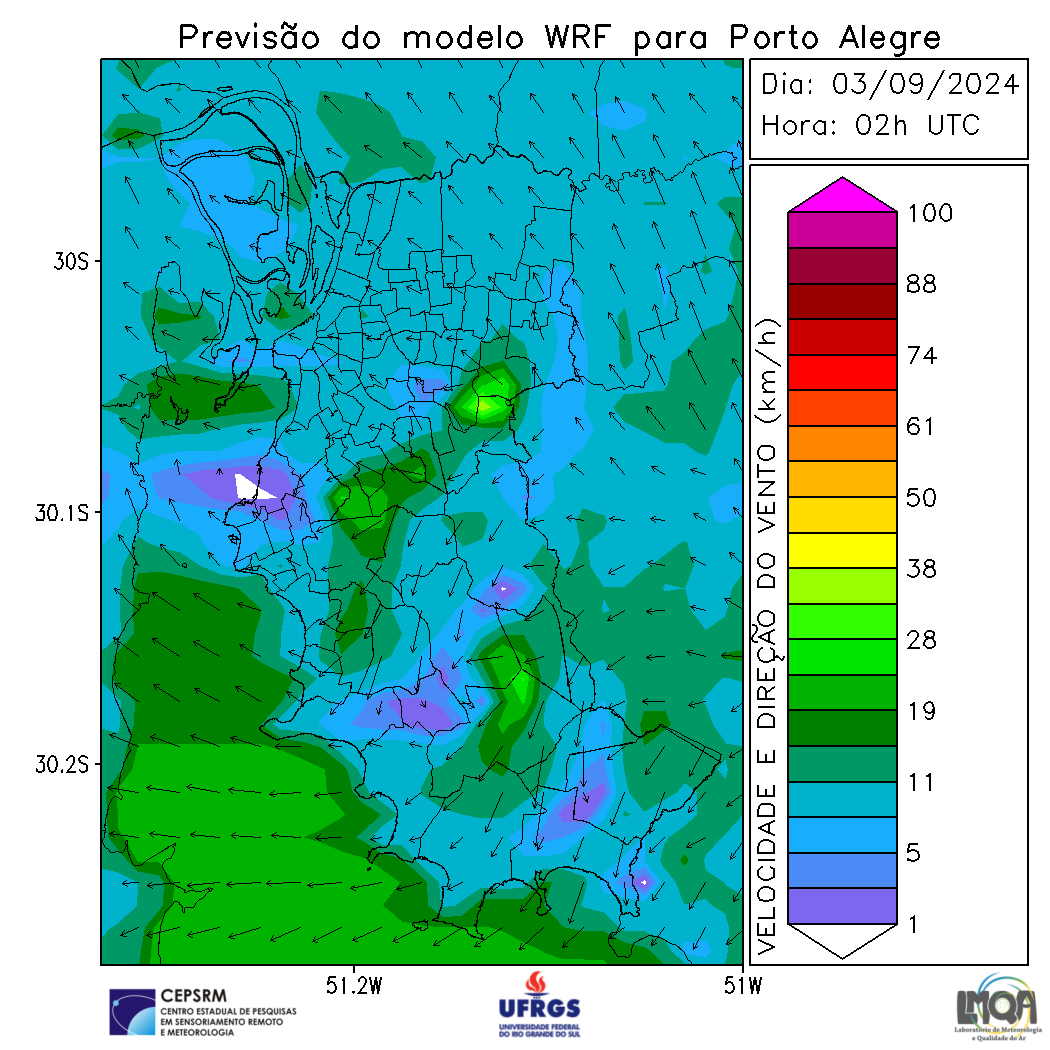 Previsão do modelo WRF para Porto Alegre
Dia: 03/09/2024
Hora: 02h UTC
30S
30.1S
30.2S
51.2W
51W
VELOCIDADE E DIREÇÃO DO VENTO (km/h)
100
88
74
61
50
38
28
19
11
5
1
CEPSRM
CENTRO ESTADUAL DE PESQUISAS
EM SENSORIAMENTO REMOTO
E METEOROLOGIA
UFRGS
UNIVERSIDADE FEDERAL
DO RIO GRANDE DO SUL
LMQA
Laboratório de Meteorologia
e Qualidade do Ar